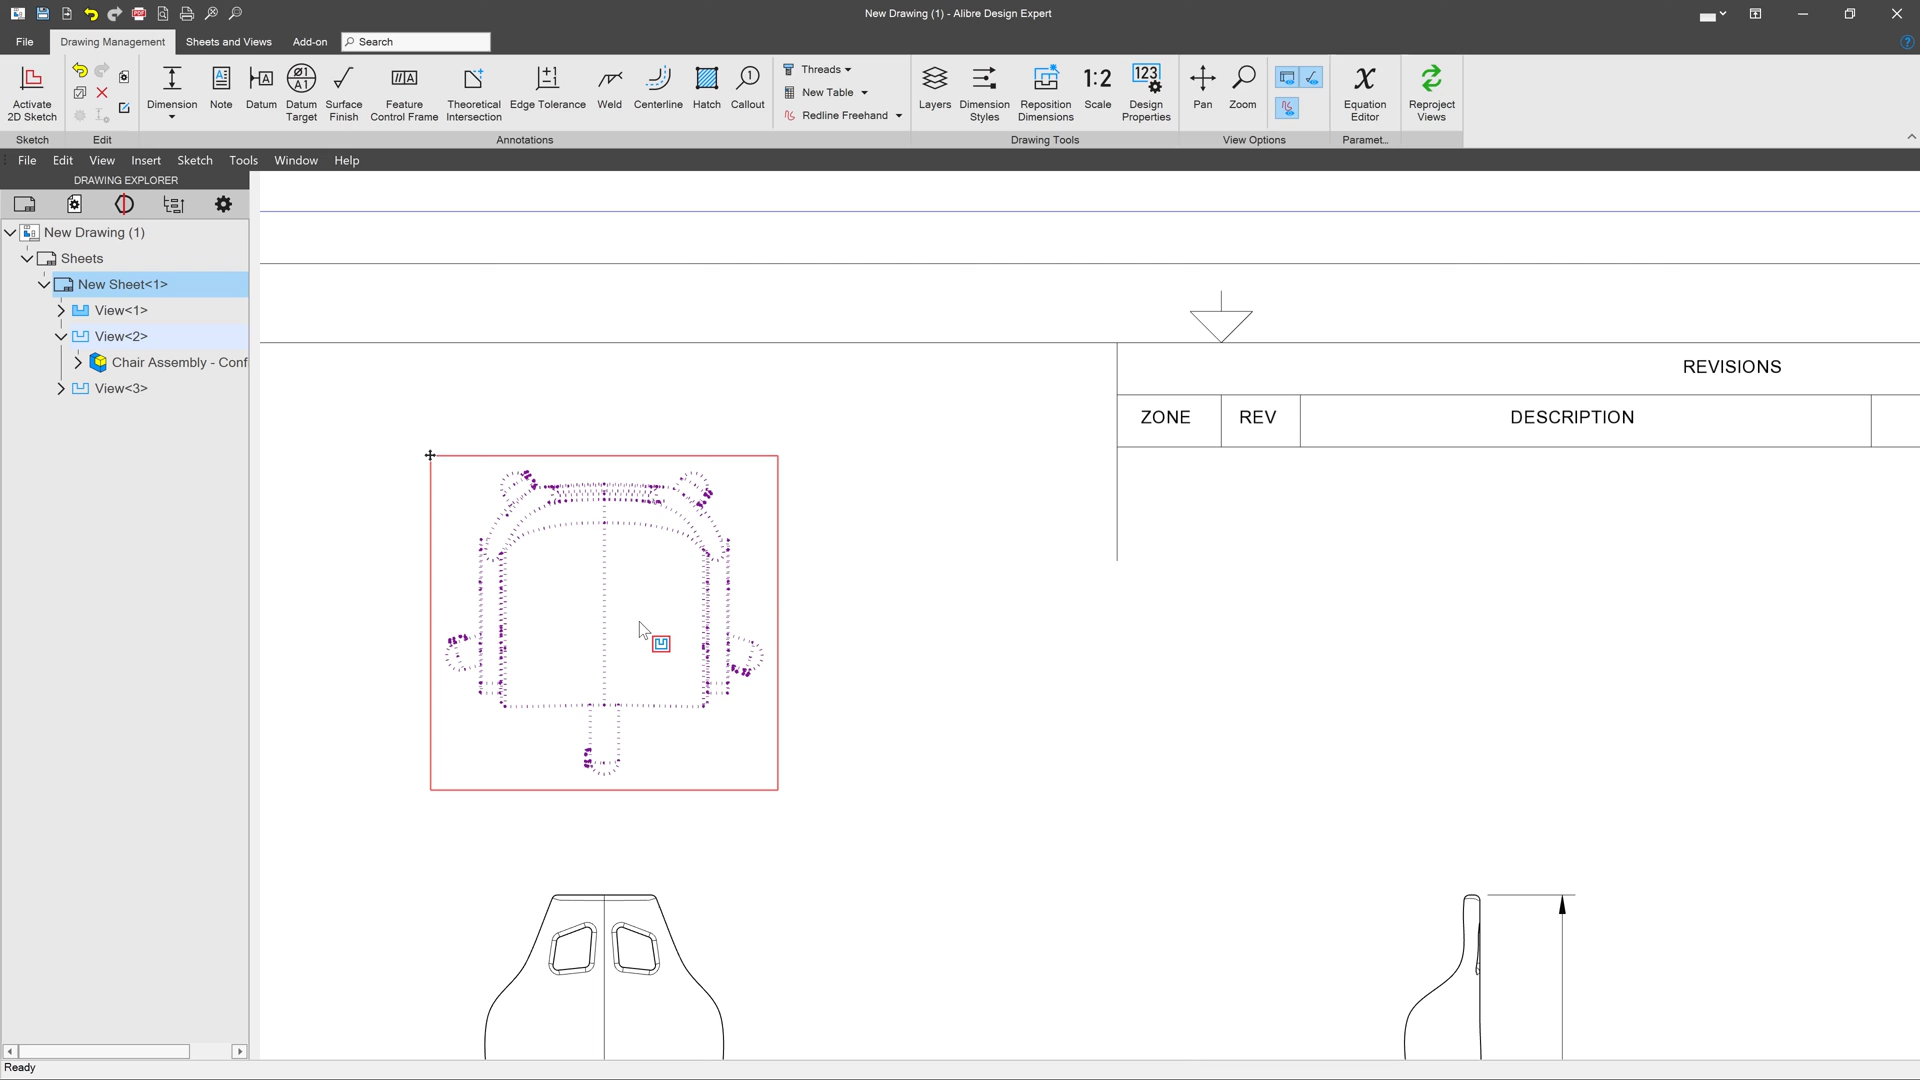 New Drawing (1) - Alibre Design Expert
File Drawing Management Sheets and Views Add-on Search
Activate 2D Sketch
Dimension
Note
Datum
Datum Target
Surface Finish
Feature Control Frame
Theoretical Intersection
Edge Tolerance
Weld
Centerline
Hatch
Callout
Threads
New Table
Redline Freehand
Layers
Dimension Styles
Reposition Dimensions
1:2
Scale
123
Design Properties
Pan
Zoom
Equation Editor
Reproject Views
Sketch Edit Annotations Drawing Tools View Options Paramet...
File Edit View Insert Sketch Tools Window Help
DRAWING EXPLORER
New Drawing (1)
Sheets
New Sheet<1>
View<1>
View<2>
Chair Assembly - Conf
View<3>
REVISIONS
ZONE REV DESCRIPTION
Ready